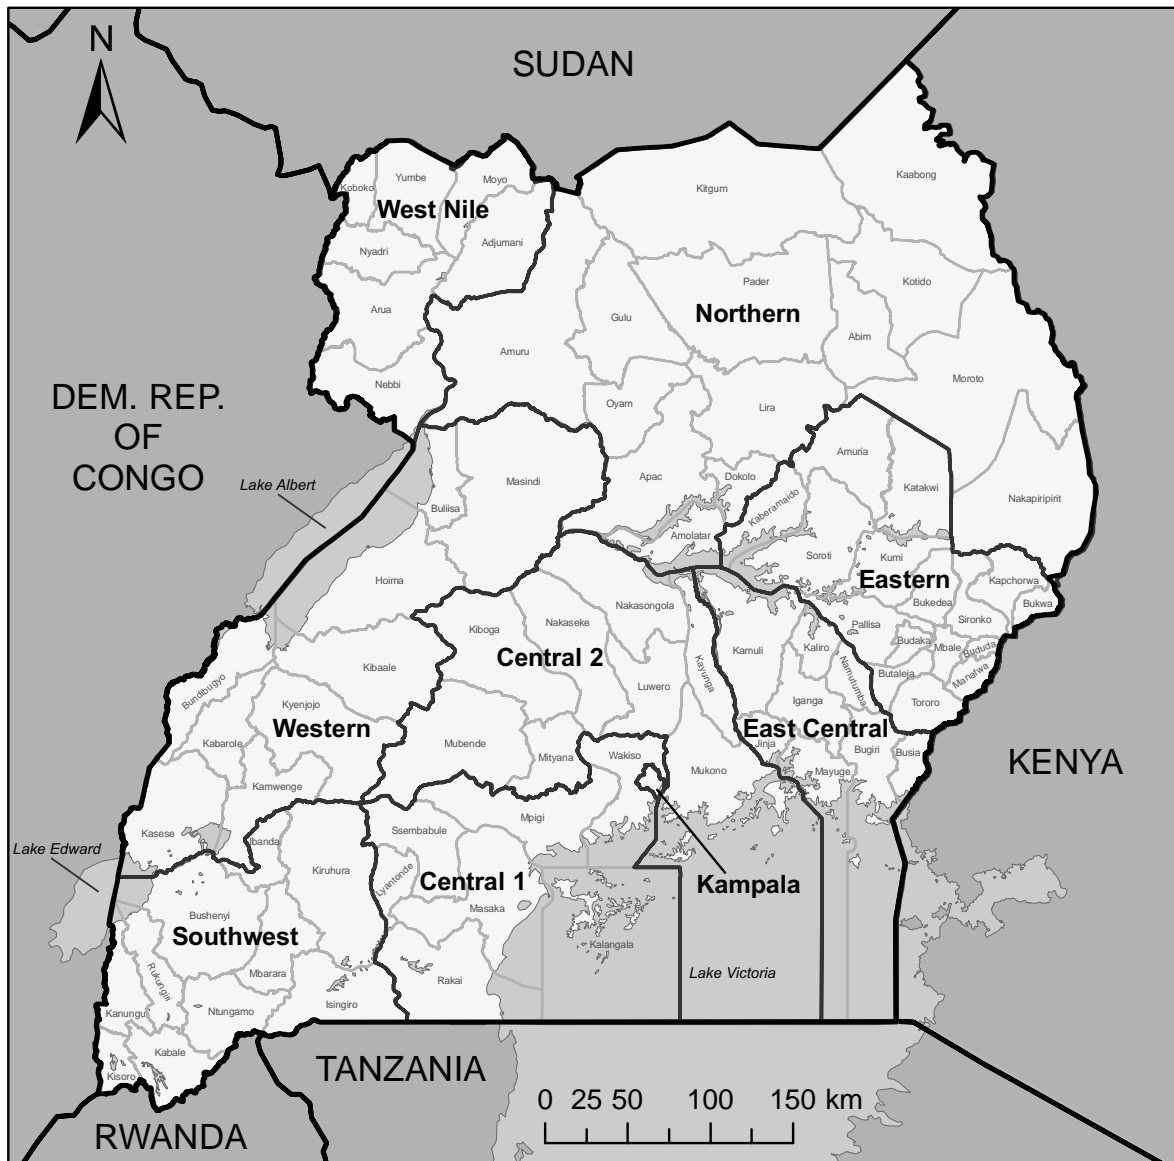 N
SUDAN
Koboko
Yumbe
Moyo
West Nile
Kitgum
Kaabong
Nyadri
Adjumani
Arua
Gulu
Pader
Northern
Kotido
Abim
Amuru
Nebbi
Moroto
DEM. REP.
OF
CONGO
Oyam
Lira
Lake Albert
Masindi
Buliisa
Apac
Dokolo
Amuria
Katakwi
Kaberamaido
Nakapiripirit
Amolatar
Soroti
Kumi
Eastern
Hoima
Kapchorwa
Bukwa
Bukedea
Sironko
Nakasongola
Nakaseke
Kiboga
Central 2
Pallisa
Budaka
Mbale
Bududa
Manafwa
Kamuli
Kaliro
Namutumba
Butaleja
Kibaale
Kayunga
Luwero
Bundibugyo
Kyenjojo
Western
Iganga
Tororo
East Central
Kabarole
Mubende
Mityana
Wakiso
Jinja
Bugiri
Busia
KENYA
Mukono
Mayuge
Kamwenge
Mpigi
Kasese
Ssembabule
Ibanda
Lake Edward
Kiruhura
Lyantonde
Central 1
Kampala
Masaka
Bushenyi
Southwest
Kalangala
Mbarara
Rukungiri
Rakai
Lake Victoria
Kanungu
Ntungamo
Isingiro
Kabale
Kisoro
TANZANIA
RWANDA
0 25 50 100 150 km